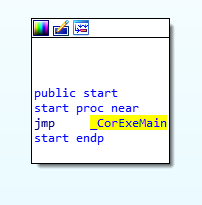 public start
start proc near
jmp     _CorExeMain
start endp